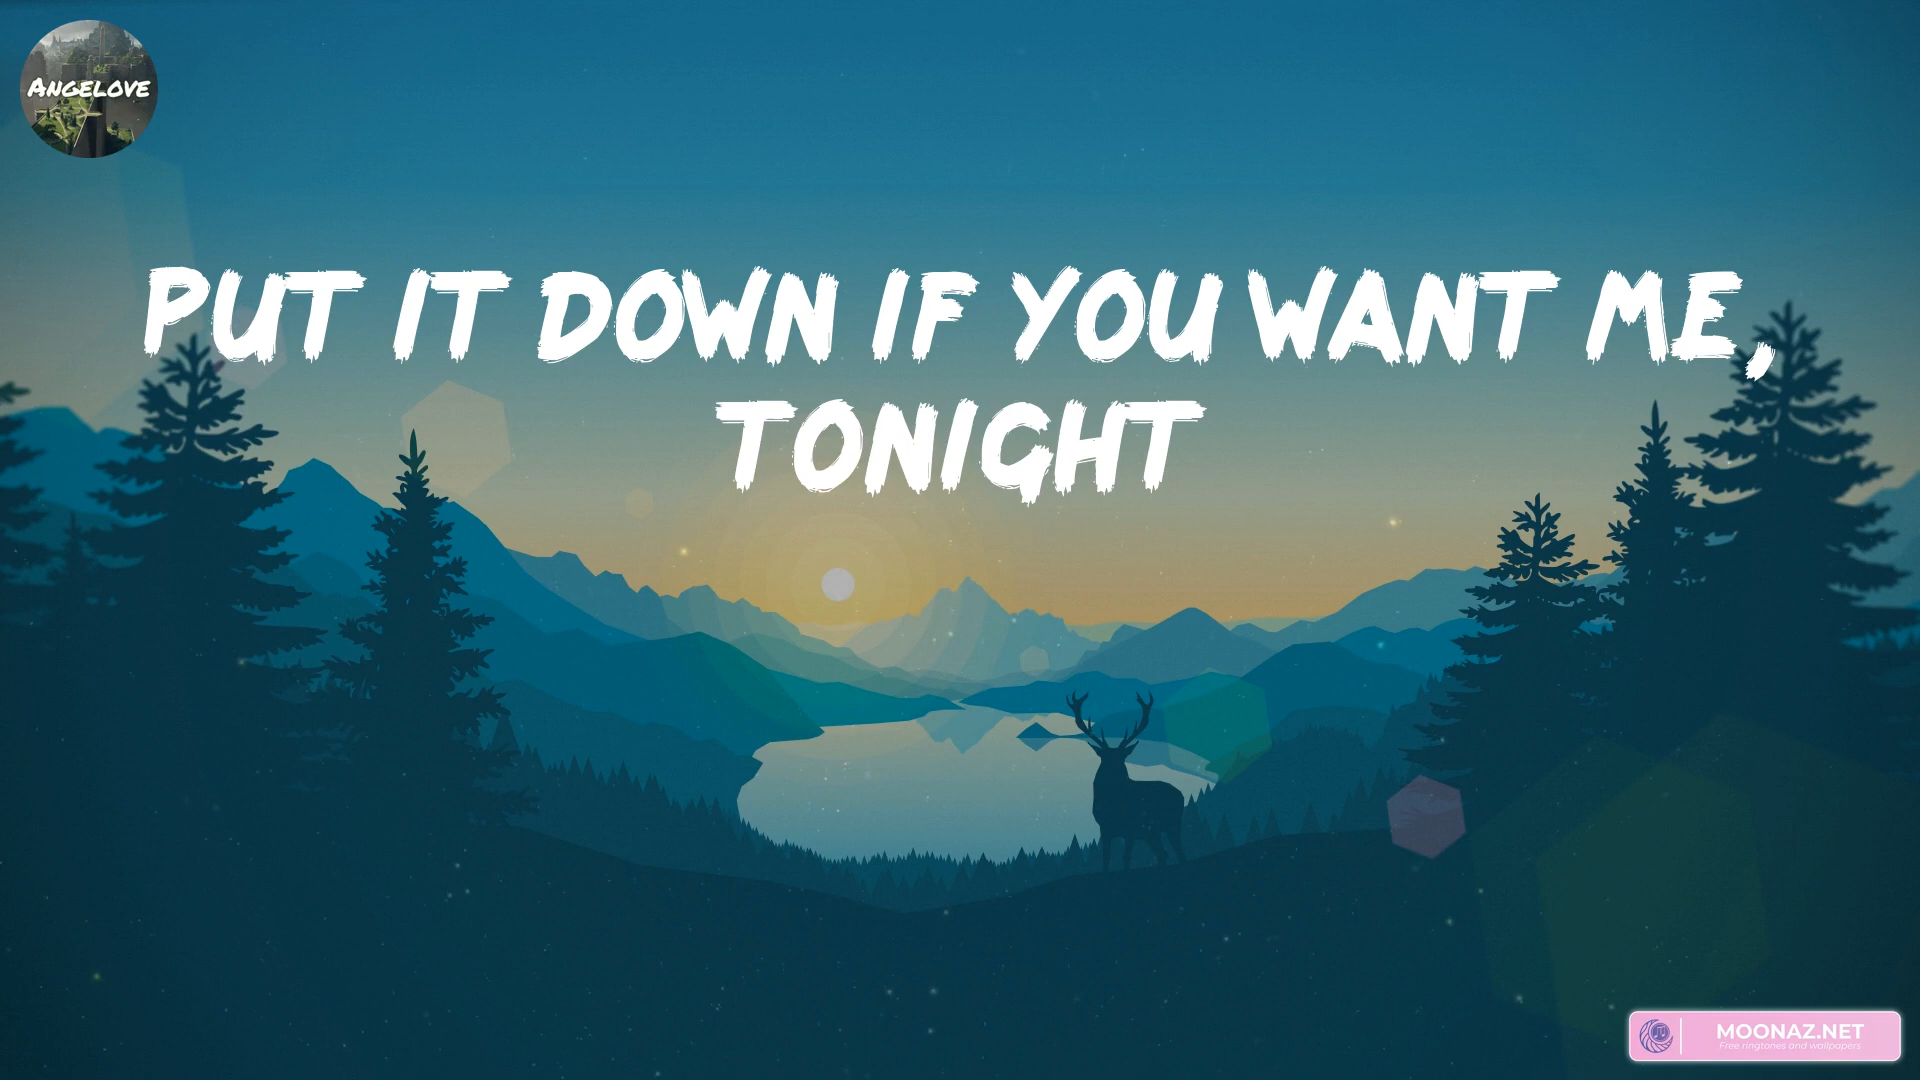 ANGELOVE
PUT IT DOWN IF YOU WANT ME,
TONIGHT
MOONAZ.NET
Free ringtones and wallpapers